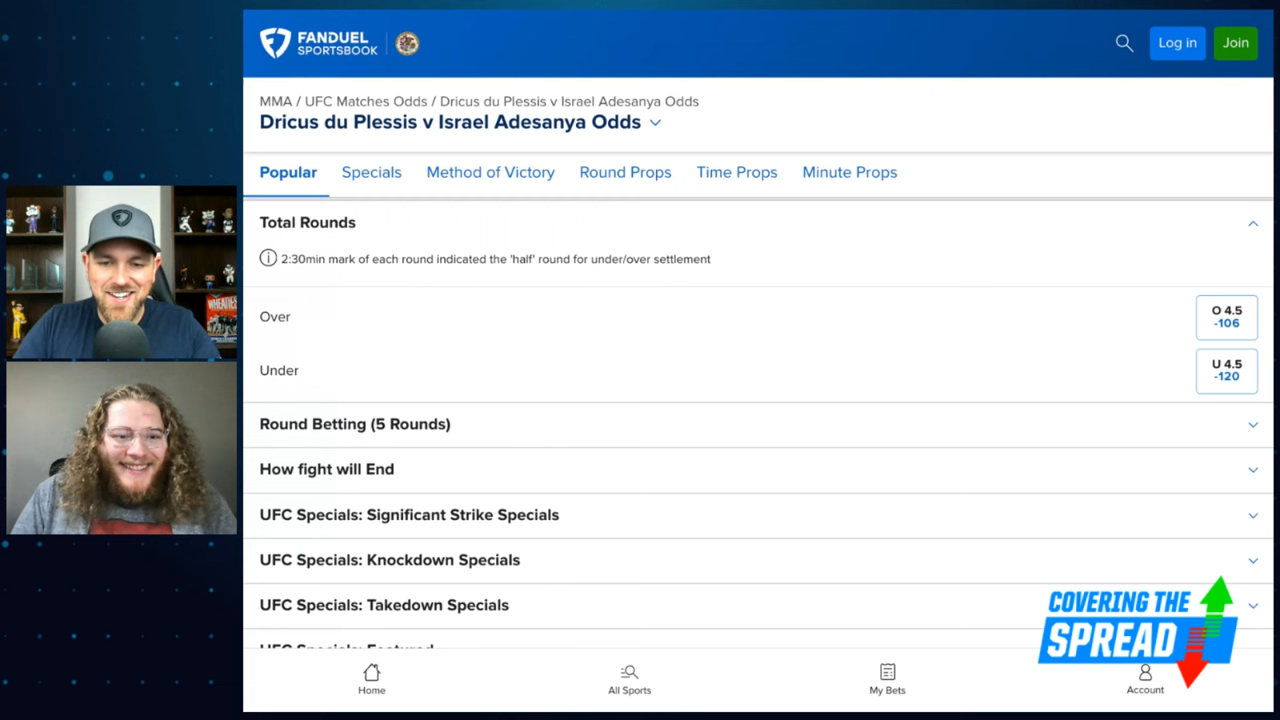 FANDUEL
SPORTSBOOK
Log in
Join
MMA / UFC Matches Odds / Dricus du Plessis v Israel Adesanya Odds
Dricus du Plessis v Israel Adesanya Odds
Popular
Specials
Method of Victory
Round Props
Time Props
Minute Props
Total Rounds
2:30min mark of each round indicated the 'half' round for under/over settlement
Over
O 4.5
-106
Under
U 4.5
-120
Round Betting (5 Rounds)
How fight will End
UFC Specials: Significant Strike Specials
UFC Specials: Knockdown Specials
UFC Specials: Takedown Specials
UFC Specials: Featured
COVERING THE
SPREAD
Home
All Sports
My Bets
Account
WHEATIES